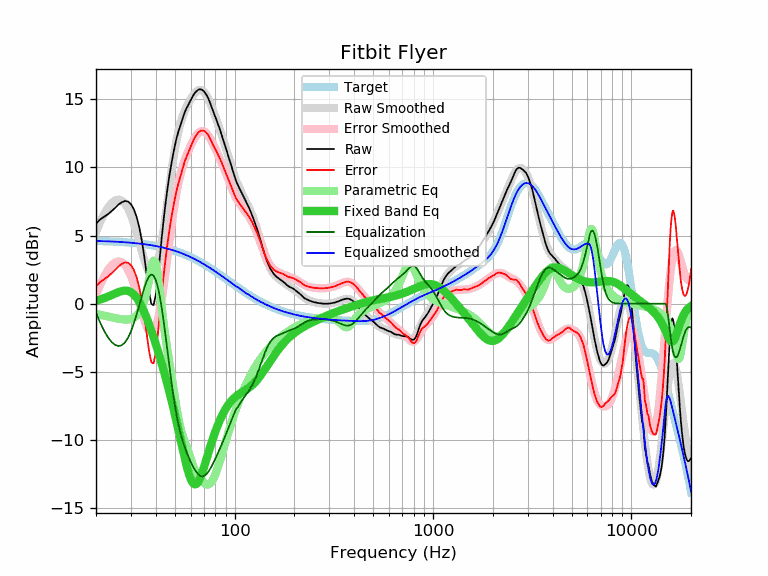 Fitbit Flyer
Target
Raw Smoothed
Error Smoothed
Raw
Error
Parametric Eq
Fixed Band Eq
Equalization
Equalized smoothed
Amplitude (dBr)
15
10
5
0
−5
−10
−15
100
1000
10000
Frequency (Hz)